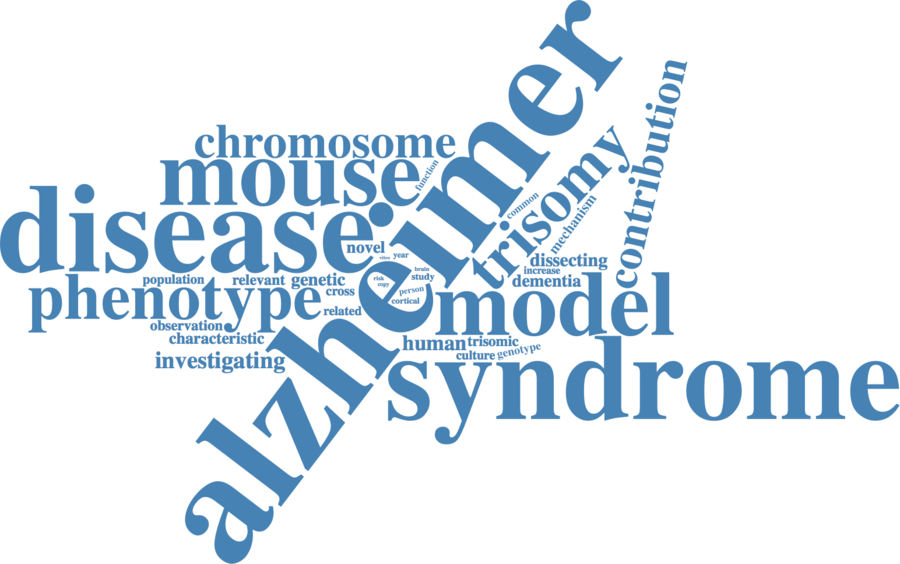 alzheimer
contribution
chromosome
trisomy
mouse
function
common
disease
mechanism
novel
vitro
year
dissecting
brain
increase
population
relevant
genetic
risk
study
dementia
copy
phenotype
cross
person
cortical
model
related
observation
characteristic
human
trisomic
culture
genotype
investigating
syndrome